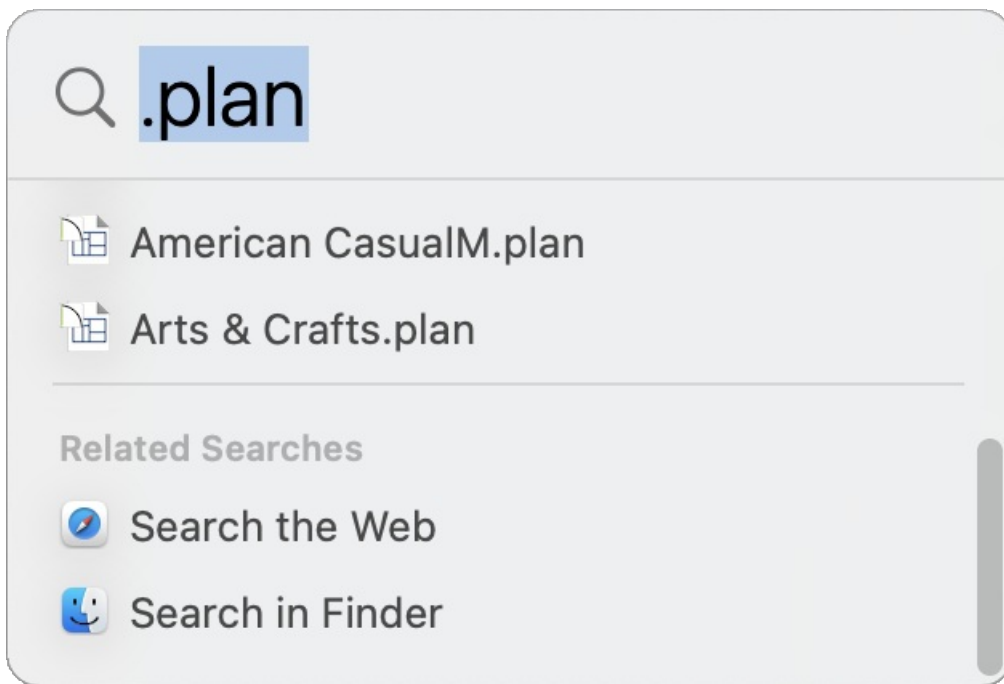 .plan
American CasualM.plan
Arts & Crafts.plan
Related Searches
Search the Web
Search in Finder